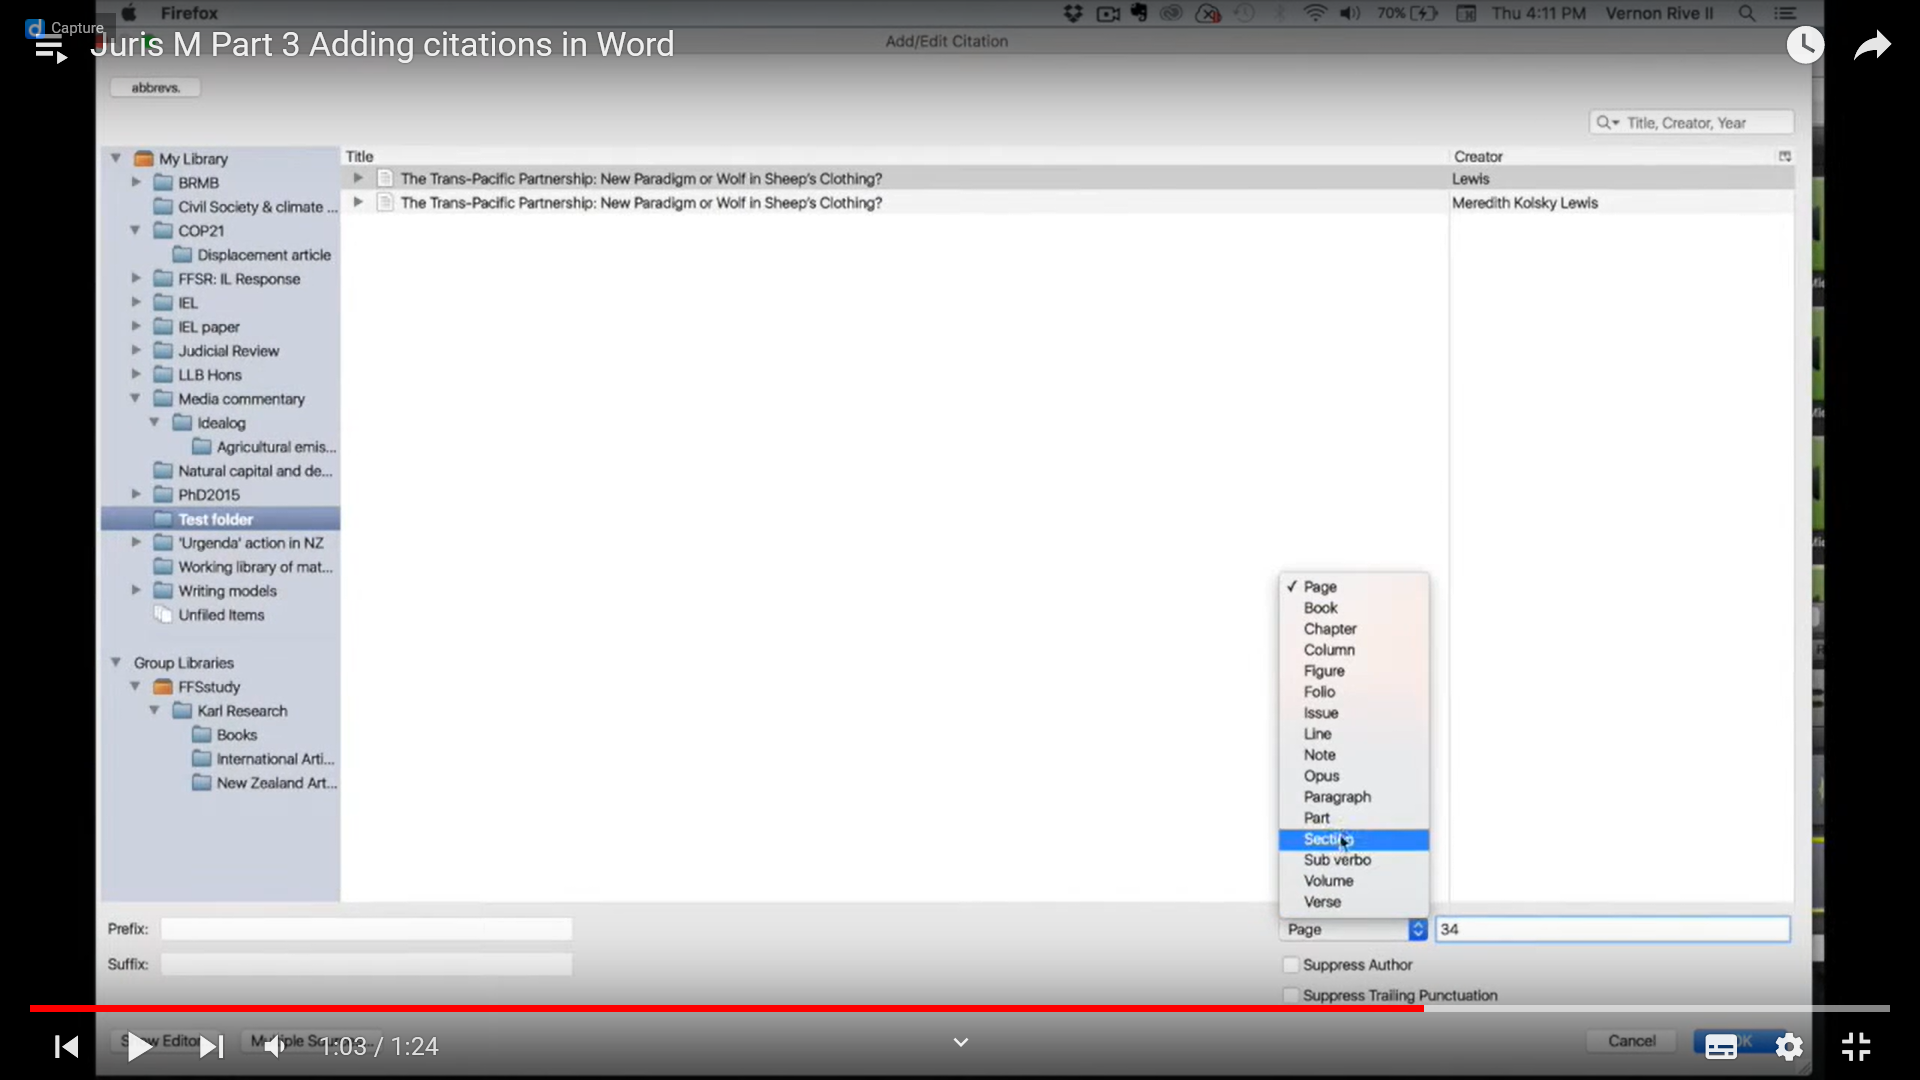 Firefox
70%
Thu 4:11 PM
Vernon Rive II
Capture
Juris M Part 3 Adding citations in Word
Add/Edit Citation
abbrevs.
Title, Creator, Year
My Library
BRMB
Civil Society & climate ...
COP21
Displacement article
FFSR: IL Response
IEL
IEL paper
Judicial Review
LLB Hons
Media commentary
Idealog
Agricultural emis...
Natural capital and de...
PhD2015
Test folder
'Urgenda' action in NZ
Working library of mat...
Writing models
Unfiled Items
Group Libraries
FFSstudy
Karl Research
Books
International Arti...
New Zealand Art...
Title
Creator
The Trans-Pacific Partnership: New Paradigm or Wolf in Sheep's Clothing?
Lewis
The Trans-Pacific Partnership: New Paradigm or Wolf in Sheep's Clothing?
Meredith Kolsky Lewis
Page
Book
Chapter
Column
Figure
Folio
Issue
Line
Note
Opus
Paragraph
Part
Section
Sub verbo
Volume
Verse
Prefix:
Page
34
Suffix:
Suppress Author
Suppress Trailing Punctuation
1:03 / 1:24
Cancel